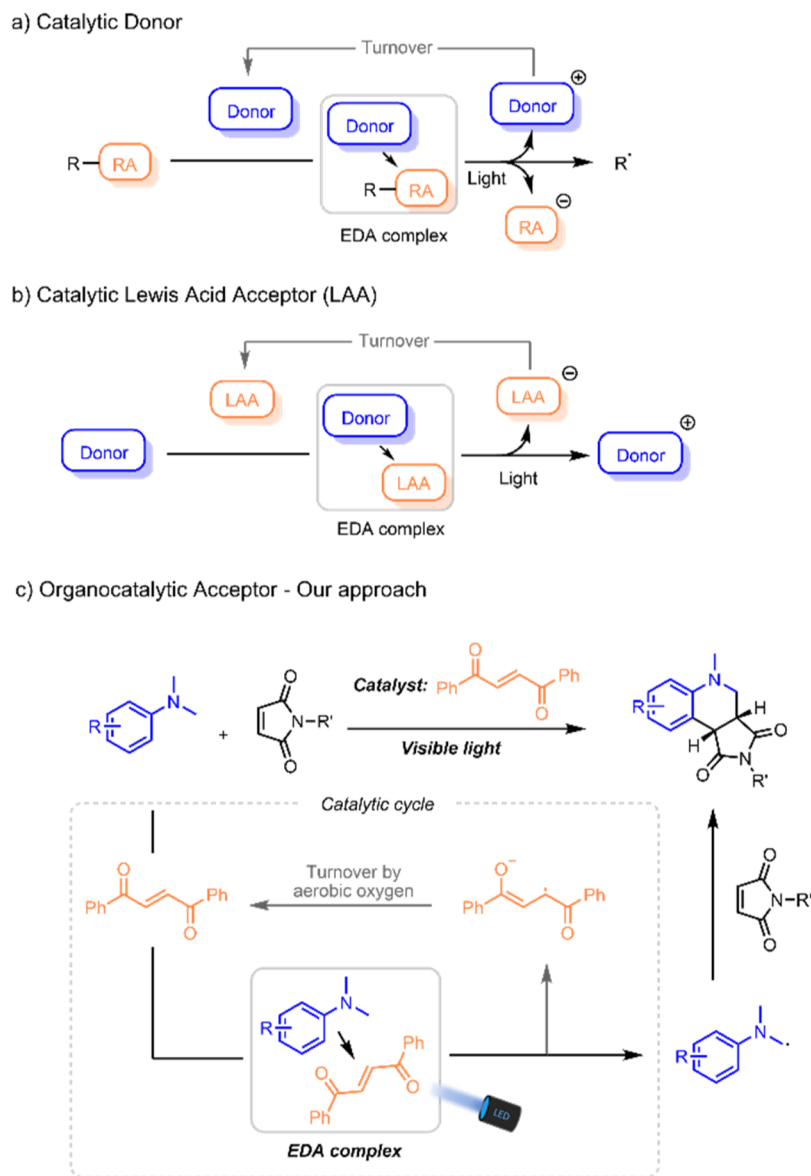 a) Catalytic Donor
Turnover
Donor
Donor
Donor
⊕
R
RA
R
RA
Light
R•
RA
⊖
EDA complex
b) Catalytic Lewis Acid Acceptor (LAA)
Turnover
LAA
LAA
⊖
Donor
Donor
LAA
Light
Donor
⊕
EDA complex
c) Organocatalytic Acceptor - Our approach
R
N
+
O
N-R'
O
Catalyst:
Ph
O
O
Ph
Visible light
R
N
H
H
O
O
N
R'
Catalytic cycle
O
Ph
Ph
O
Turnover by
aerobic oxygen
O⁻
Ph
•
Ph
O
O
N-R'
O
R
N
O
Ph
Ph
O
LED
EDA complex
R
N
•